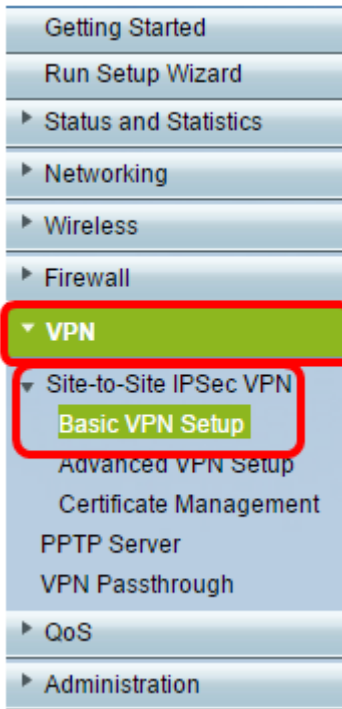 Getting Started
Run Setup Wizard
Status and Statistics
Networking
Wireless
Firewall
VPN
Site-to-Site IPSec VPN
Basic VPN Setup
Advanced VPN Setup
Certificate Management
PPTP Server
VPN Passthrough
QoS
Administration